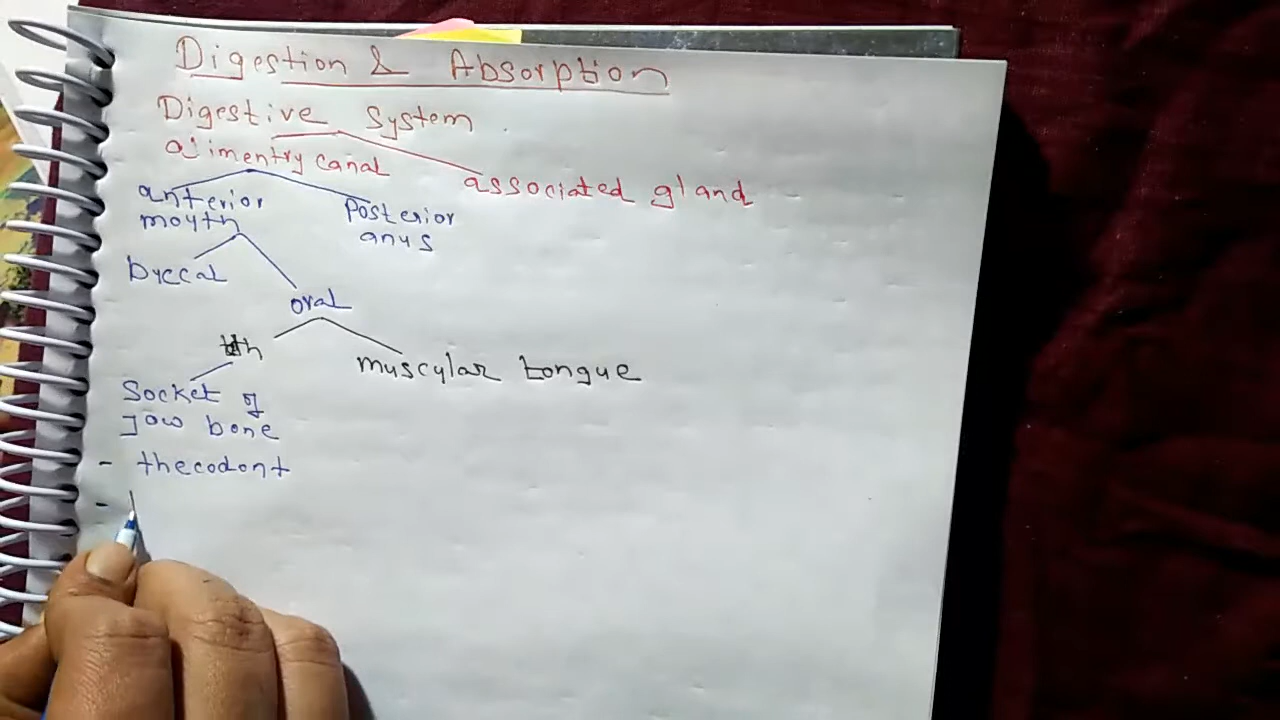 Digestion & Absorption
Digestive System
alimentry canal
associated gland
anterior
mouth
Posterior
anus
buccal
oral
th
muscular tongue
Socket of
Jow bone
- thecodont
-